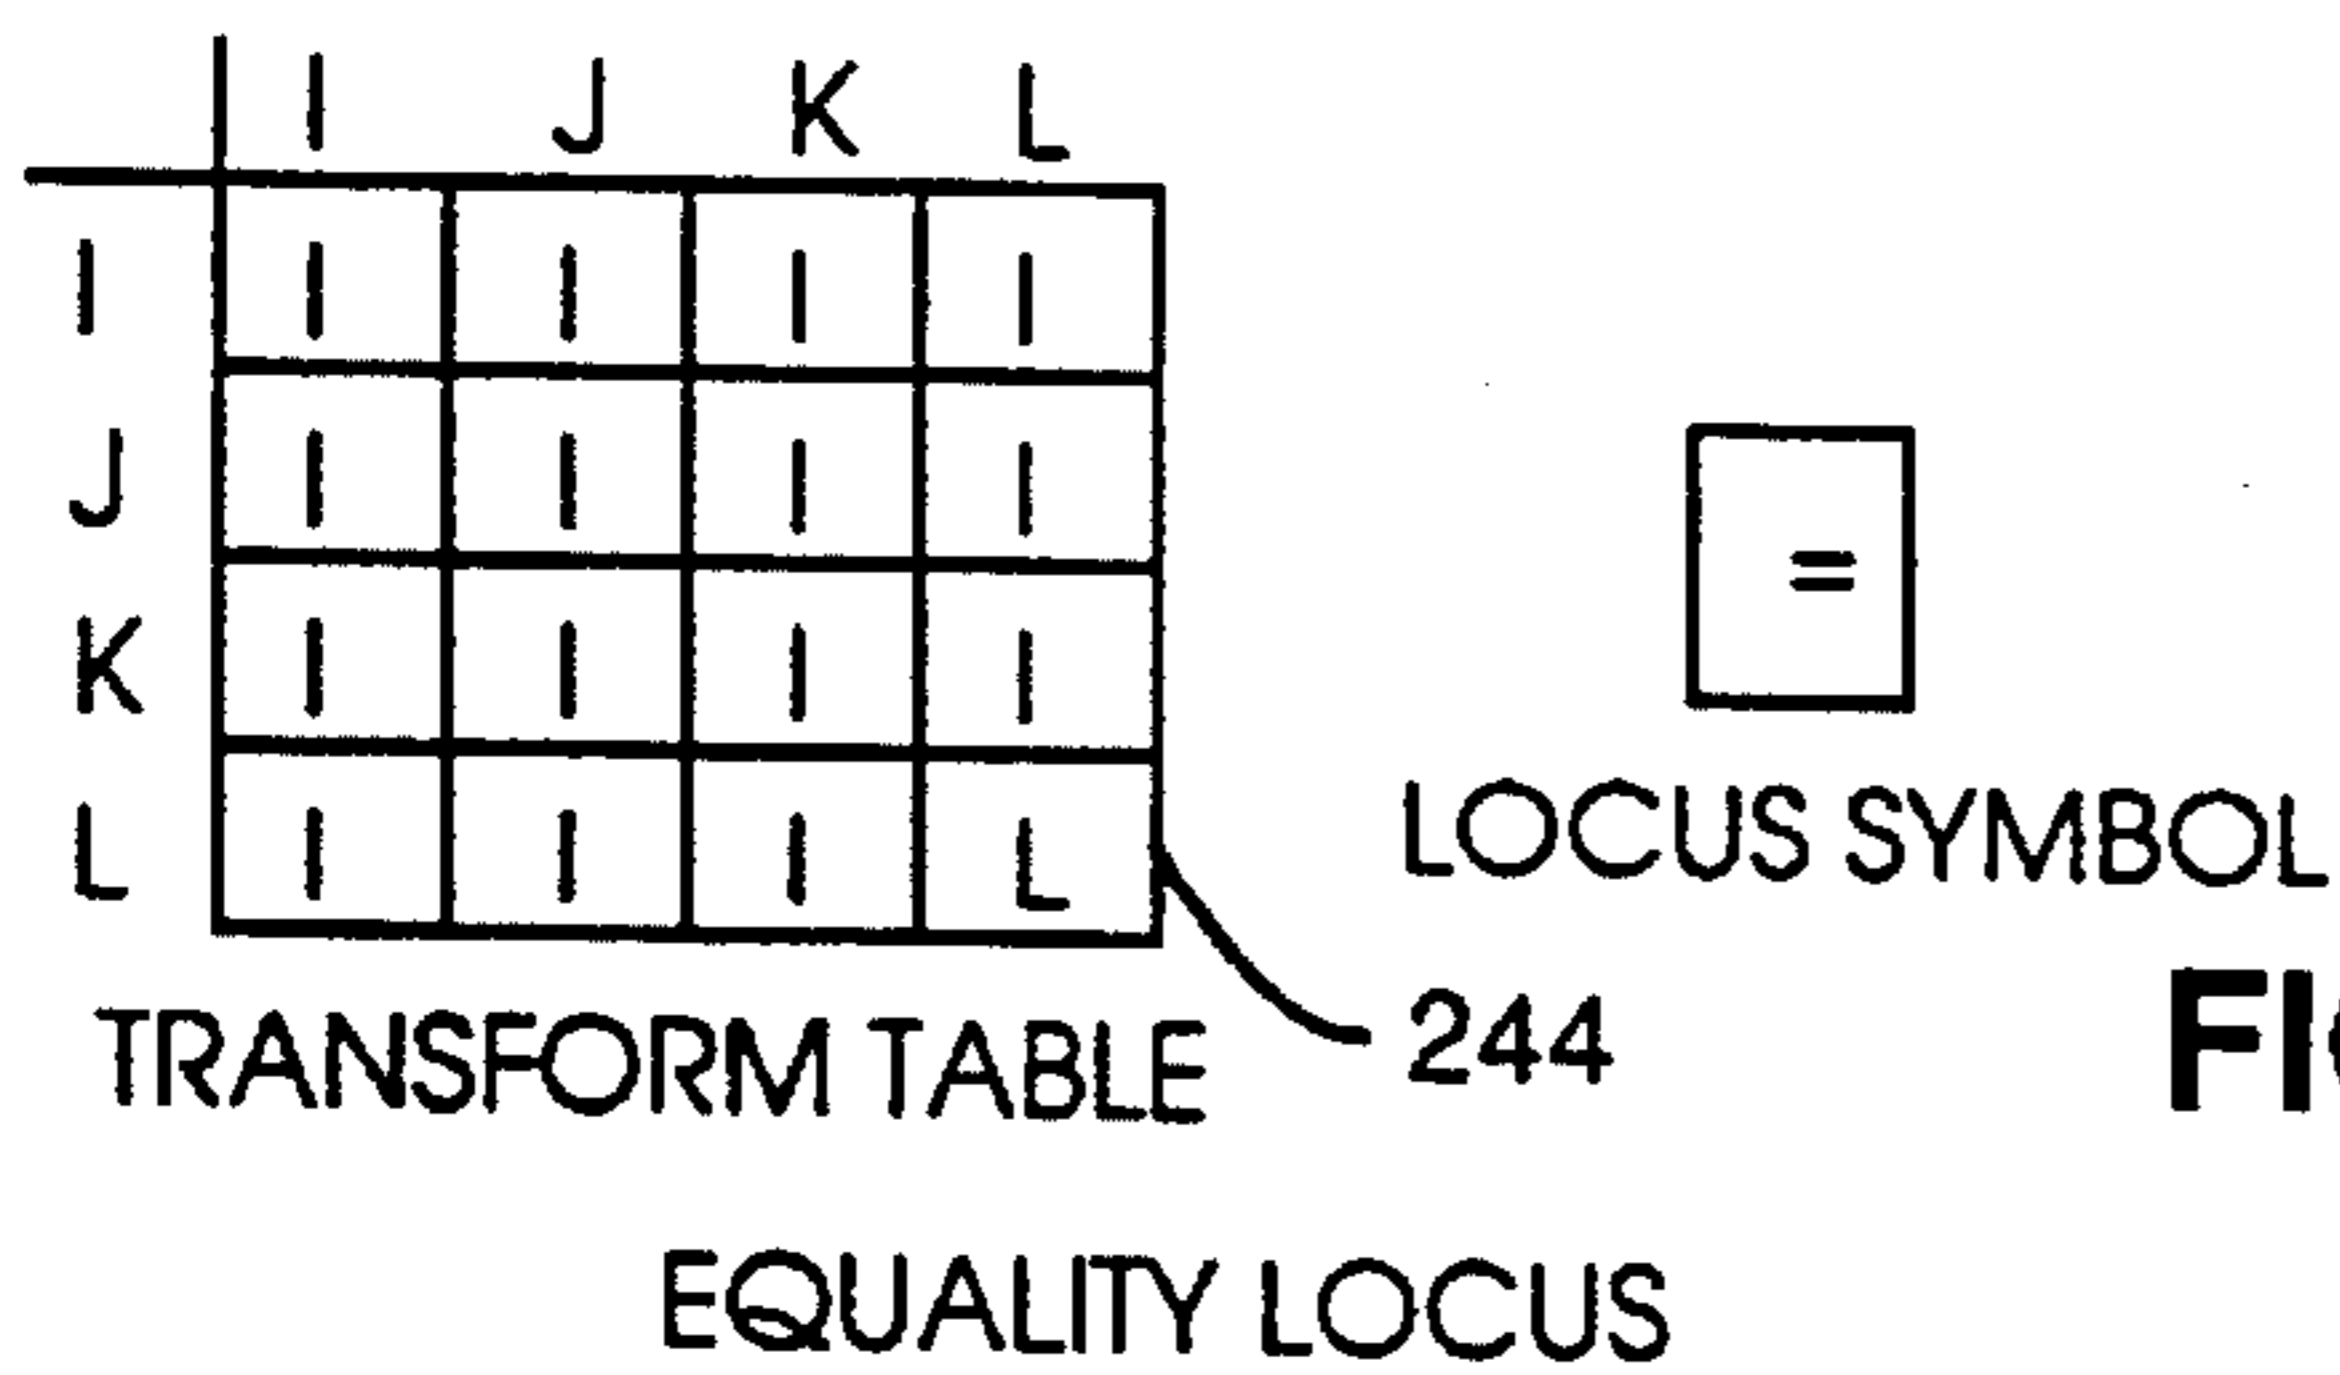 I J K L
I I I I I
J I I I I
K I I I I
L I I I L
=
LOCUS SYMBOL
TRANSFORM TABLE
244
EQUALITY LOCUS